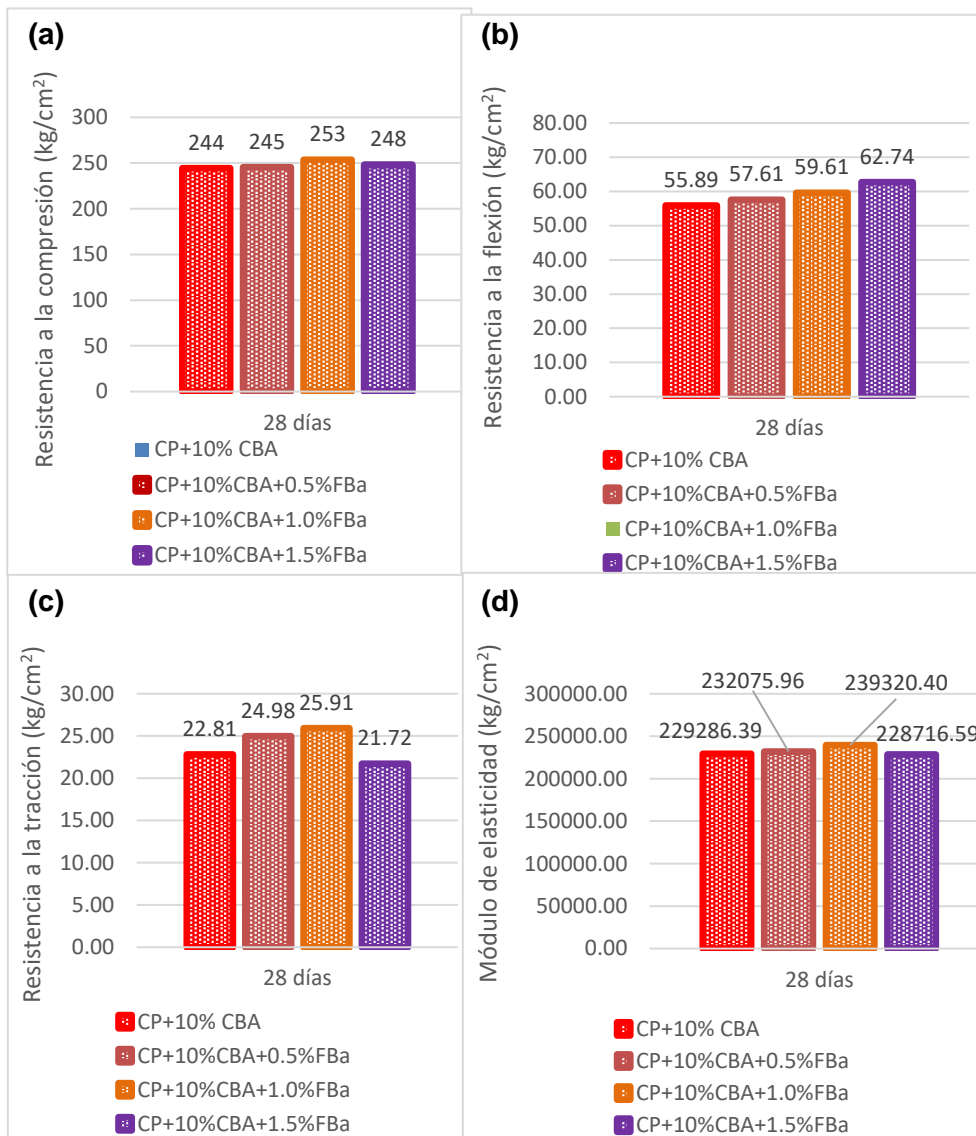 (a)
Resistencia a la compresión (kg/cm²)
300
250
200
150
100
50
0
244
245
253
248
28 días
CP+10% CBA
CP+10%CBA+0.5%FBa
CP+10%CBA+1.0%FBa
CP+10%CBA+1.5%FBa
(b)
Resistencia a la flexión (kg/cm²)
80.00
70.00
60.00
50.00
40.00
30.00
20.00
10.00
0.00
55.89
57.61
59.61
62.74
28 días
CP+10% CBA
CP+10%CBA+0.5%FBa
CP+10%CBA+1.0%FBa
CP+10%CBA+1.5%FBa
(c)
Resistencia a la tracción (kg/cm²)
30.00
25.00
20.00
15.00
10.00
5.00
0.00
22.81
24.98
25.91
21.72
28 días
CP+10% CBA
CP+10%CBA+0.5%FBa
CP+10%CBA+1.0%FBa
CP+10%CBA+1.5%FBa
(d)
Módulo de elasticidad (kg/cm²)
300000.00
250000.00
200000.00
150000.00
100000.00
50000.00
0.00
229286.39
232075.96
239320.40
228716.59
28 días
CP+10% CBA
CP+10%CBA+0.5%FBa
CP+10%CBA+1.0%FBa
CP+10%CBA+1.5%FBa